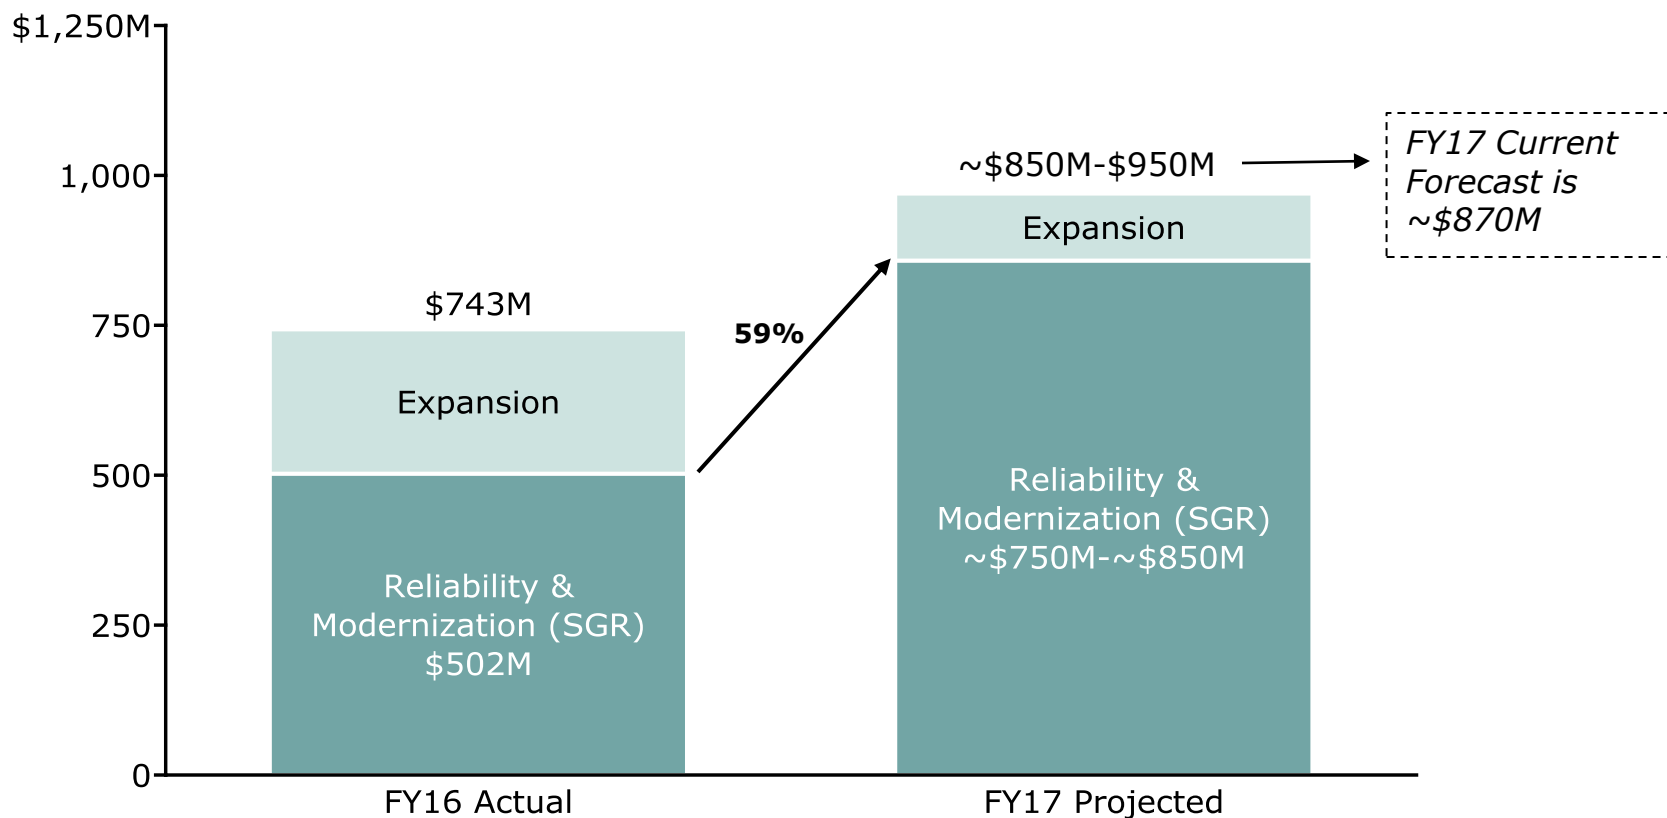 $1,250M
1,000
750
500
250
0
$743M
Expansion
Reliability &
Modernization (SGR)
$502M
FY16 Actual
59%
~$850M-$950M
Expansion
Reliability &
Modernization (SGR)
~$750M-~$850M
FY17 Projected
FY17 Current
Forecast is
~$870M